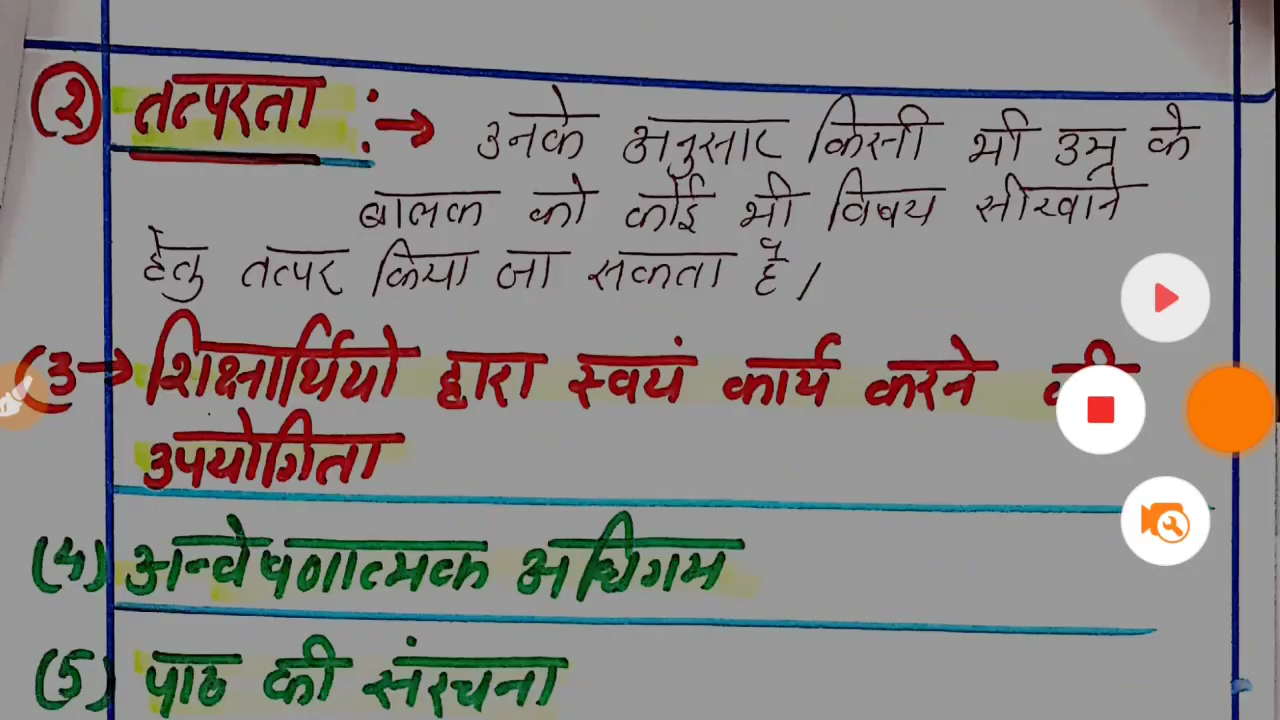 (२) तत्परता :→ उनके अनुसार किसी भी उम्र के
बालक को कोई भी विषय सीखाने
हेतु तत्पर किया जा सकता है।
(3→ शिक्षार्थियो द्वारा स्वयं कार्य करने की
उपयोगिता
(4) अन्वेषणात्मक अधिगम
(5) पाठ की संरचना